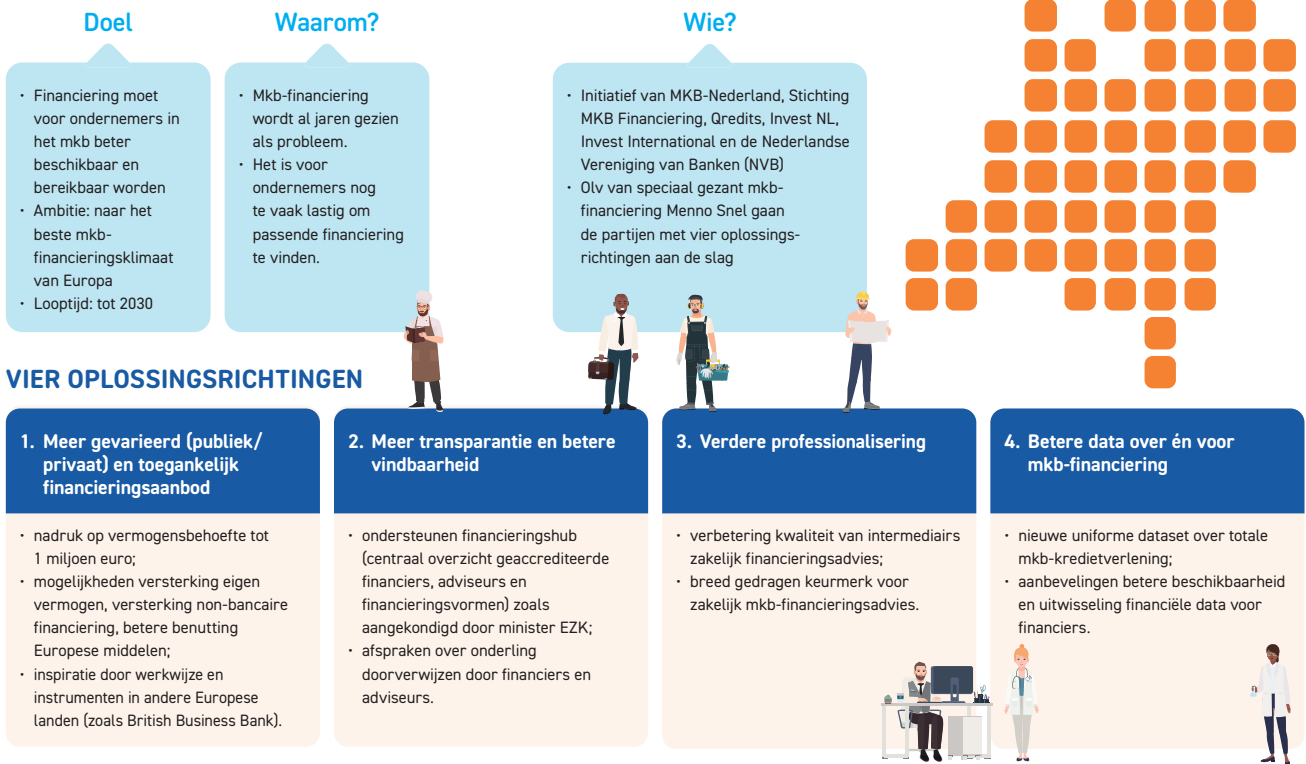 Doel
• Financiering moet
voor ondernemers in
het mkb beter
beschikbaar en
bereikbaar worden
• Ambitie: naar het
beste mkb-
financieringsklimaat
van Europa
• Looptijd: tot 2030
Waarom?
• Mkb-financiering
wordt al jaren gezien
als probleem.
• Het is voor
ondernemers nog
te vaak lastig om
passende financiering
te vinden.
Wie?
• Initiatief van MKB-Nederland, Stichting
MKB Financiering, Qredits, Invest NL,
Invest International en de Nederlandse
Vereniging van Banken (NVB)
• Olv van speciaal gezant mkb-
financiering Menno Snel gaan
de partijen met vier oplossings-
richtingen aan de slag
VIER OPLOSSINGSRICHTINGEN
1. Meer gevarieerd (publiek/
privaat) en toegankelijk
financieringsaanbod
• nadruk op vermogensbehoefte tot
1 miljoen euro;
• mogelijkheden versterking eigen
vermogen, versterking non-bancaire
financiering, betere benutting
Europese middelen;
• inspiratie door werkwijze en
instrumenten in andere Europese
landen (zoals British Business Bank).
2. Meer transparantie en betere
vindbaarheid
• ondersteunen financieringshub
(centraal overzicht geaccrediteerde
financiers, adviseurs en
financieringsvormen) zoals
aangekondigd door minister EZK;
• afspraken over onderling
doorverwijzen door financiers en
adviseurs.
3. Verdere professionalisering
• verbetering kwaliteit van intermediairs
zakelijk financieringsadvies;
• breed gedragen keurmerk voor
zakelijk mkb-financieringsadvies.
4. Betere data over én voor
mkb-financiering
• nieuwe uniforme dataset over totale
mkb-kredietverlening;
• aanbevelingen betere beschikbaarheid
en uitwisseling financiële data voor
financiers.